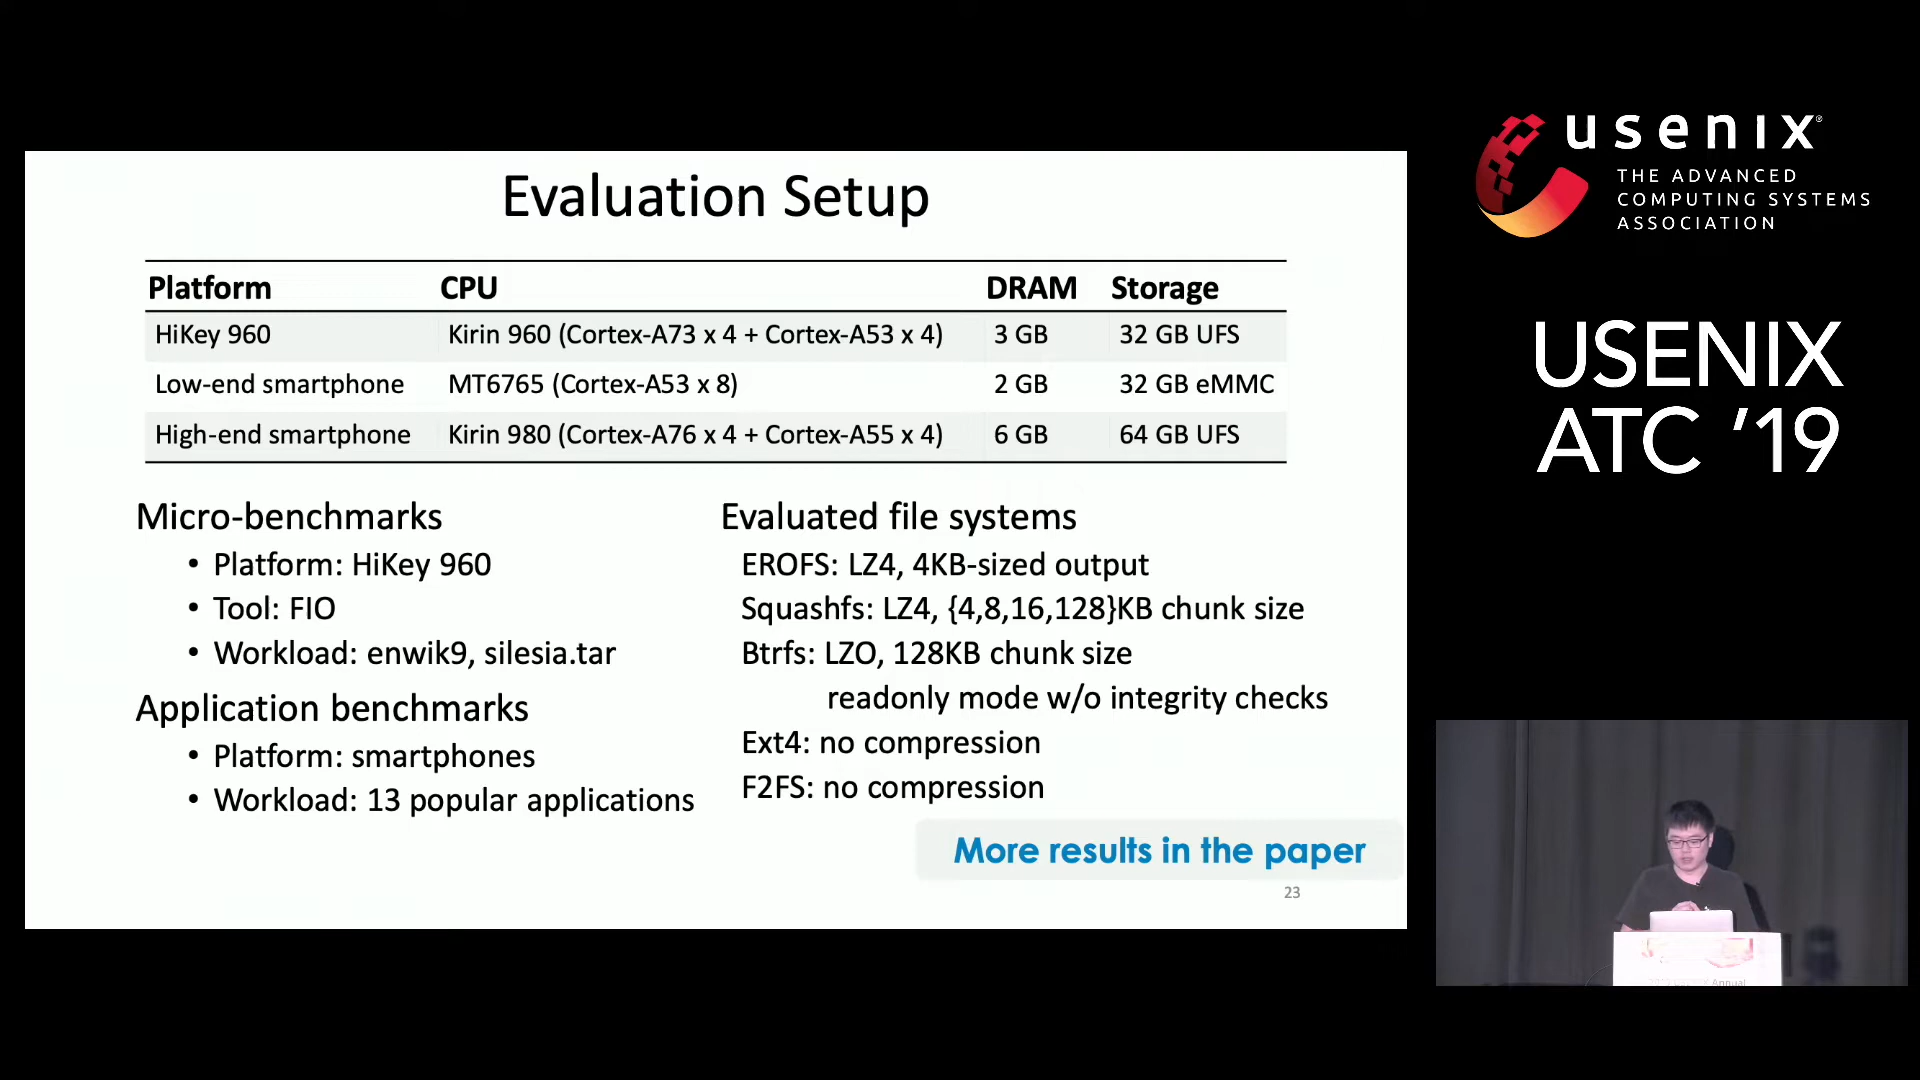 Evaluation Setup
Platform CPU DRAM Storage
HiKey 960 Kirin 960 (Cortex-A73 x 4 + Cortex-A53 x 4) 3 GB 32 GB UFS
Low-end smartphone MT6765 (Cortex-A53 x 8) 2 GB 32 GB eMMC
High-end smartphone Kirin 980 (Cortex-A76 x 4 + Cortex-A55 x 4) 6 GB 64 GB UFS
Micro-benchmarks
• Platform: HiKey 960
• Tool: FIO
• Workload: enwik9, silesia.tar
Application benchmarks
• Platform: smartphones
• Workload: 13 popular applications
Evaluated file systems
EROFS: LZ4, 4KB-sized output
Squashfs: LZ4, {4,8,16,128}KB chunk size
Btrfs: LZO, 128KB chunk size
readonly mode w/o integrity checks
Ext4: no compression
F2FS: no compression
More results in the paper
23
usenix®
THE ADVANCED
COMPUTING SYSTEMS
ASSOCIATION
USENIX
ATC ’19
Annual